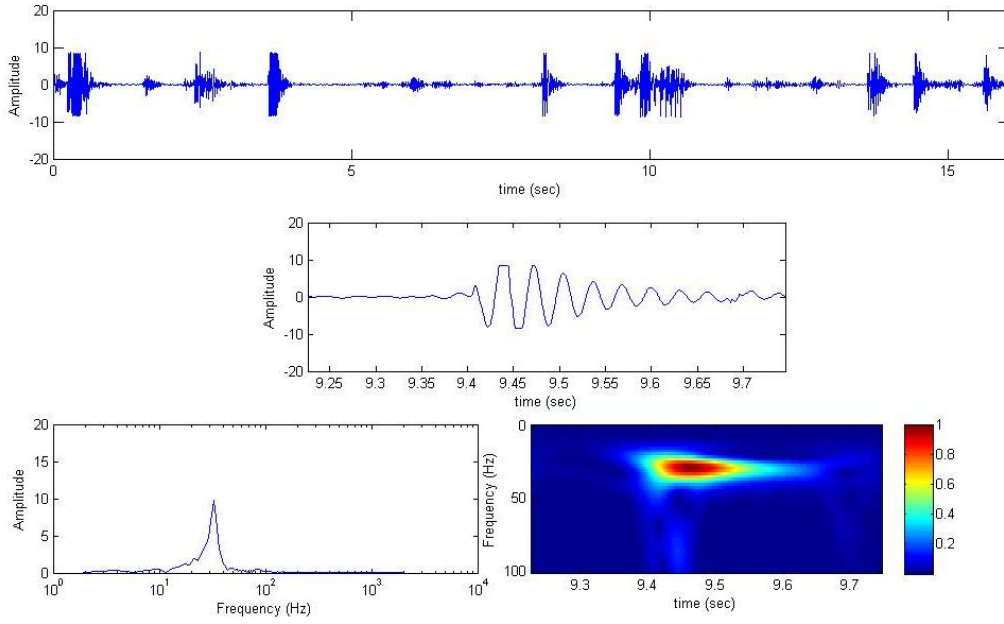 20
10
0
-10
-20
Amplitude
0 5 10 15
time (sec)
20
10
0
-10
-20
Amplitude
9.25 9.3 9.35 9.4 9.45 9.5 9.55 9.6 9.65 9.7
time (sec)
20
15
10
5
0
Amplitude
10^0 10^1 10^2 10^3 10^4
Frequency (Hz)
0
50
100
Frequency (Hz)
9.3 9.4 9.5 9.6 9.7
time (sec)
1
0.8
0.6
0.4
0.2